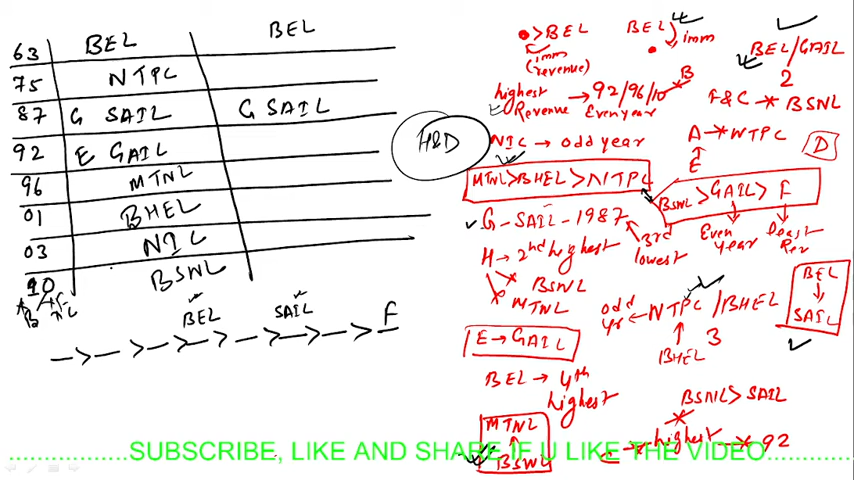 63 BEL BEL
75 NTPC
87 G SAIL G SAIL
92 E GAIL
96 MTNL
01 BHEL
03 NIC
10 BSNL
B
BEL SAIL F
_>_>_>_>_>_>_>_
H&D
>BEL
imm
(revenue)
BEL
imm
BEL/GAIL
2
highest
Revenue → 92/96/10 B
Even year
F&C BSNL
NIC → odd year
A NTPC
E
D
MTNL>BHEL>NTPC
BSNL>GAIL>F
Even
year
least
Rev
G-SAIL-1987
3rd
lowest
H → 2nd highest
BSNL
MTNL
odd
yr ← NTPC/BHEL
BHEL 3
BEL
SAIL
E→GAIL
BEL → 4th
highest
BSNL>SAIL
MTNL
BSNL
C highest 92
...................SUBSCRIBE, LIKE AND SHARE IF U LIKE THE VIDEO.................